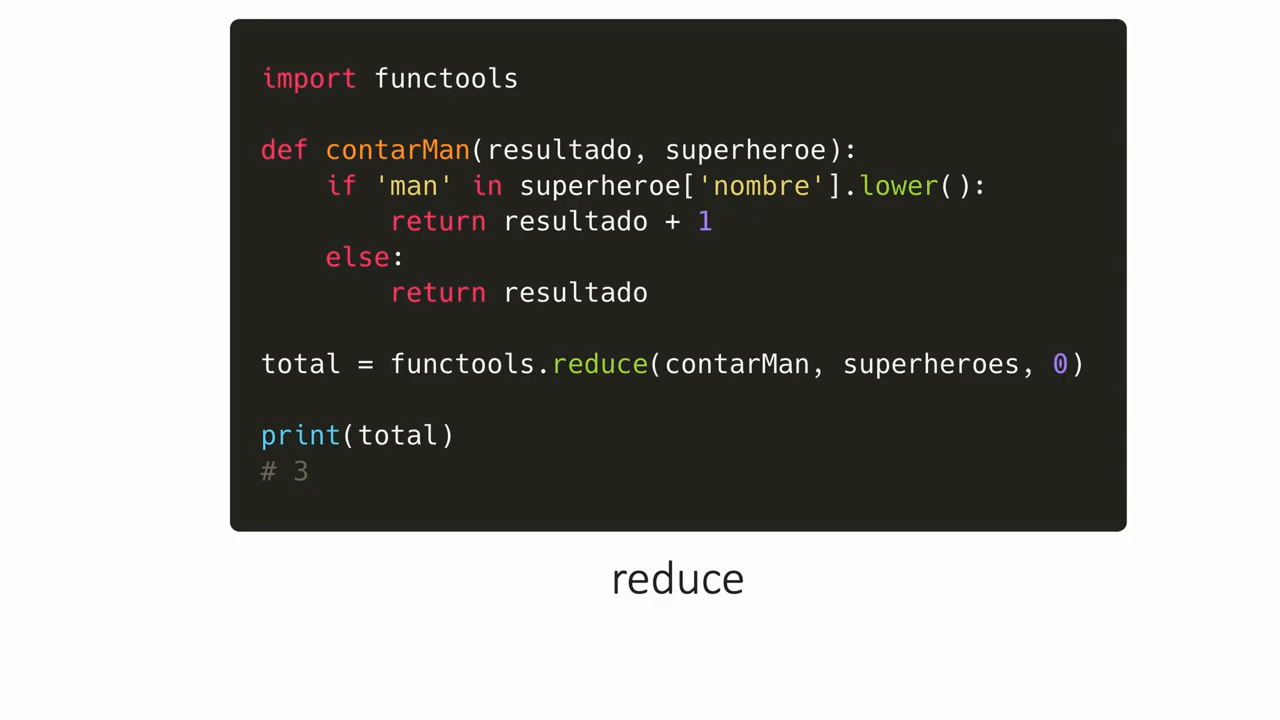 import functools
def contarMan(resultado, superheroe):
    if 'man' in superheroe['nombre'].lower():
        return resultado + 1
    else:
        return resultado
total = functools.reduce(contarMan, superheroes, 0)
print(total)
# 3
reduce